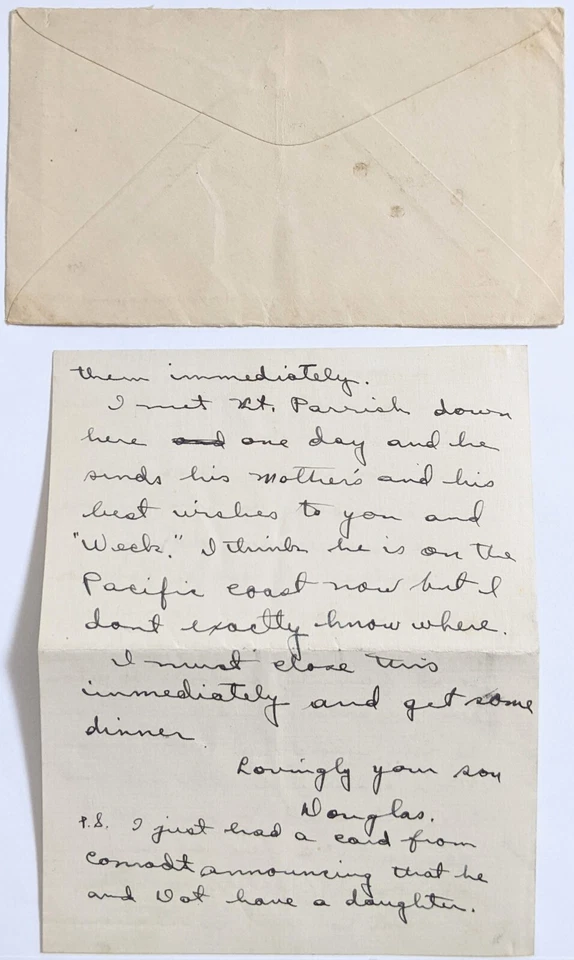 them immediately.
I met Lt. Parrish down
here and one day and he
sends his mother's and his
best wishes to you and
"Week." I think he is on the
Pacific coast now but I
dont exactly know where.
I must close this
immediately and get some
dinner
Lovingly your son
Douglas.
P.S. I just had a card from
Conradt announcing that he
and Dot have a daughter.